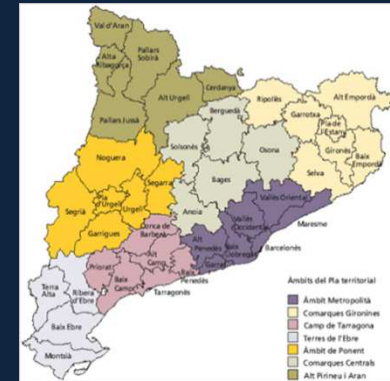 Val d'Aran
Pallars
Sobirà
Alta
Ribagorça
Cerdanya
Alt Urgell
Pallars Jussà
Ripollès
Alt Empordà
Berguedà
Garrotxa
Pla de
l'Estany
Solsonès
Osona
Gironès
Baix
Empordà
Noguera
Segarra
Bages
Selva
Segrià
Pla
d'Urgell
Urgell
Anoia
Vallès Oriental
Vallès
Occidental
Maresme
Garrigues
Conca de
Barberà
Alt
Penedès
Baix
Llobregat
Barcelonès
Alt
Camp
Garraf
Priorat
Baix
Camp
Baix
Penedès
Tarragonès
Terra
Alta
Ribera
d'Ebre
Baix Ebre
Montsià
Àmbits del Pla territorial
Àmbit Metropolità
Comarques Gironines
Camp de Tarragona
Terres de l'Ebre
Àmbit de Ponent
Comarques Centrals
Alt Pirineu i Aran